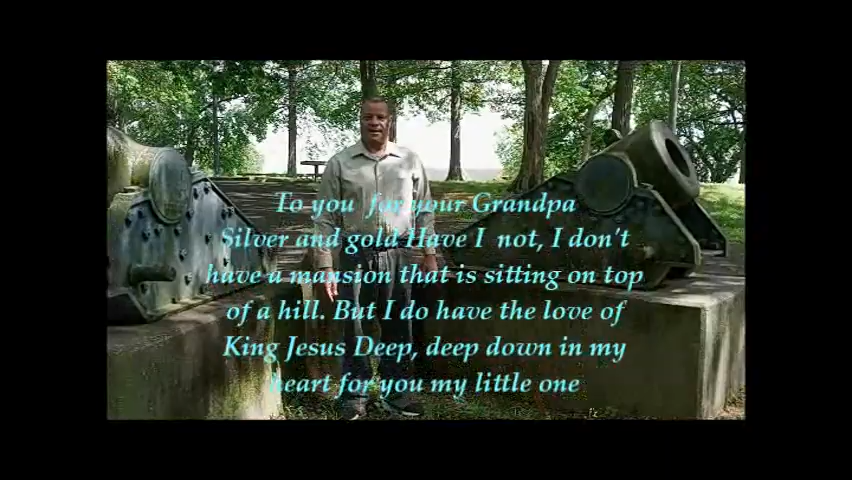 To you for your Grandpa
Silver and gold Have I not, I don't
have a mansion that is sitting on top
of a hill. But I do have the love of
King Jesus Deep, deep down in my
heart for you my little one